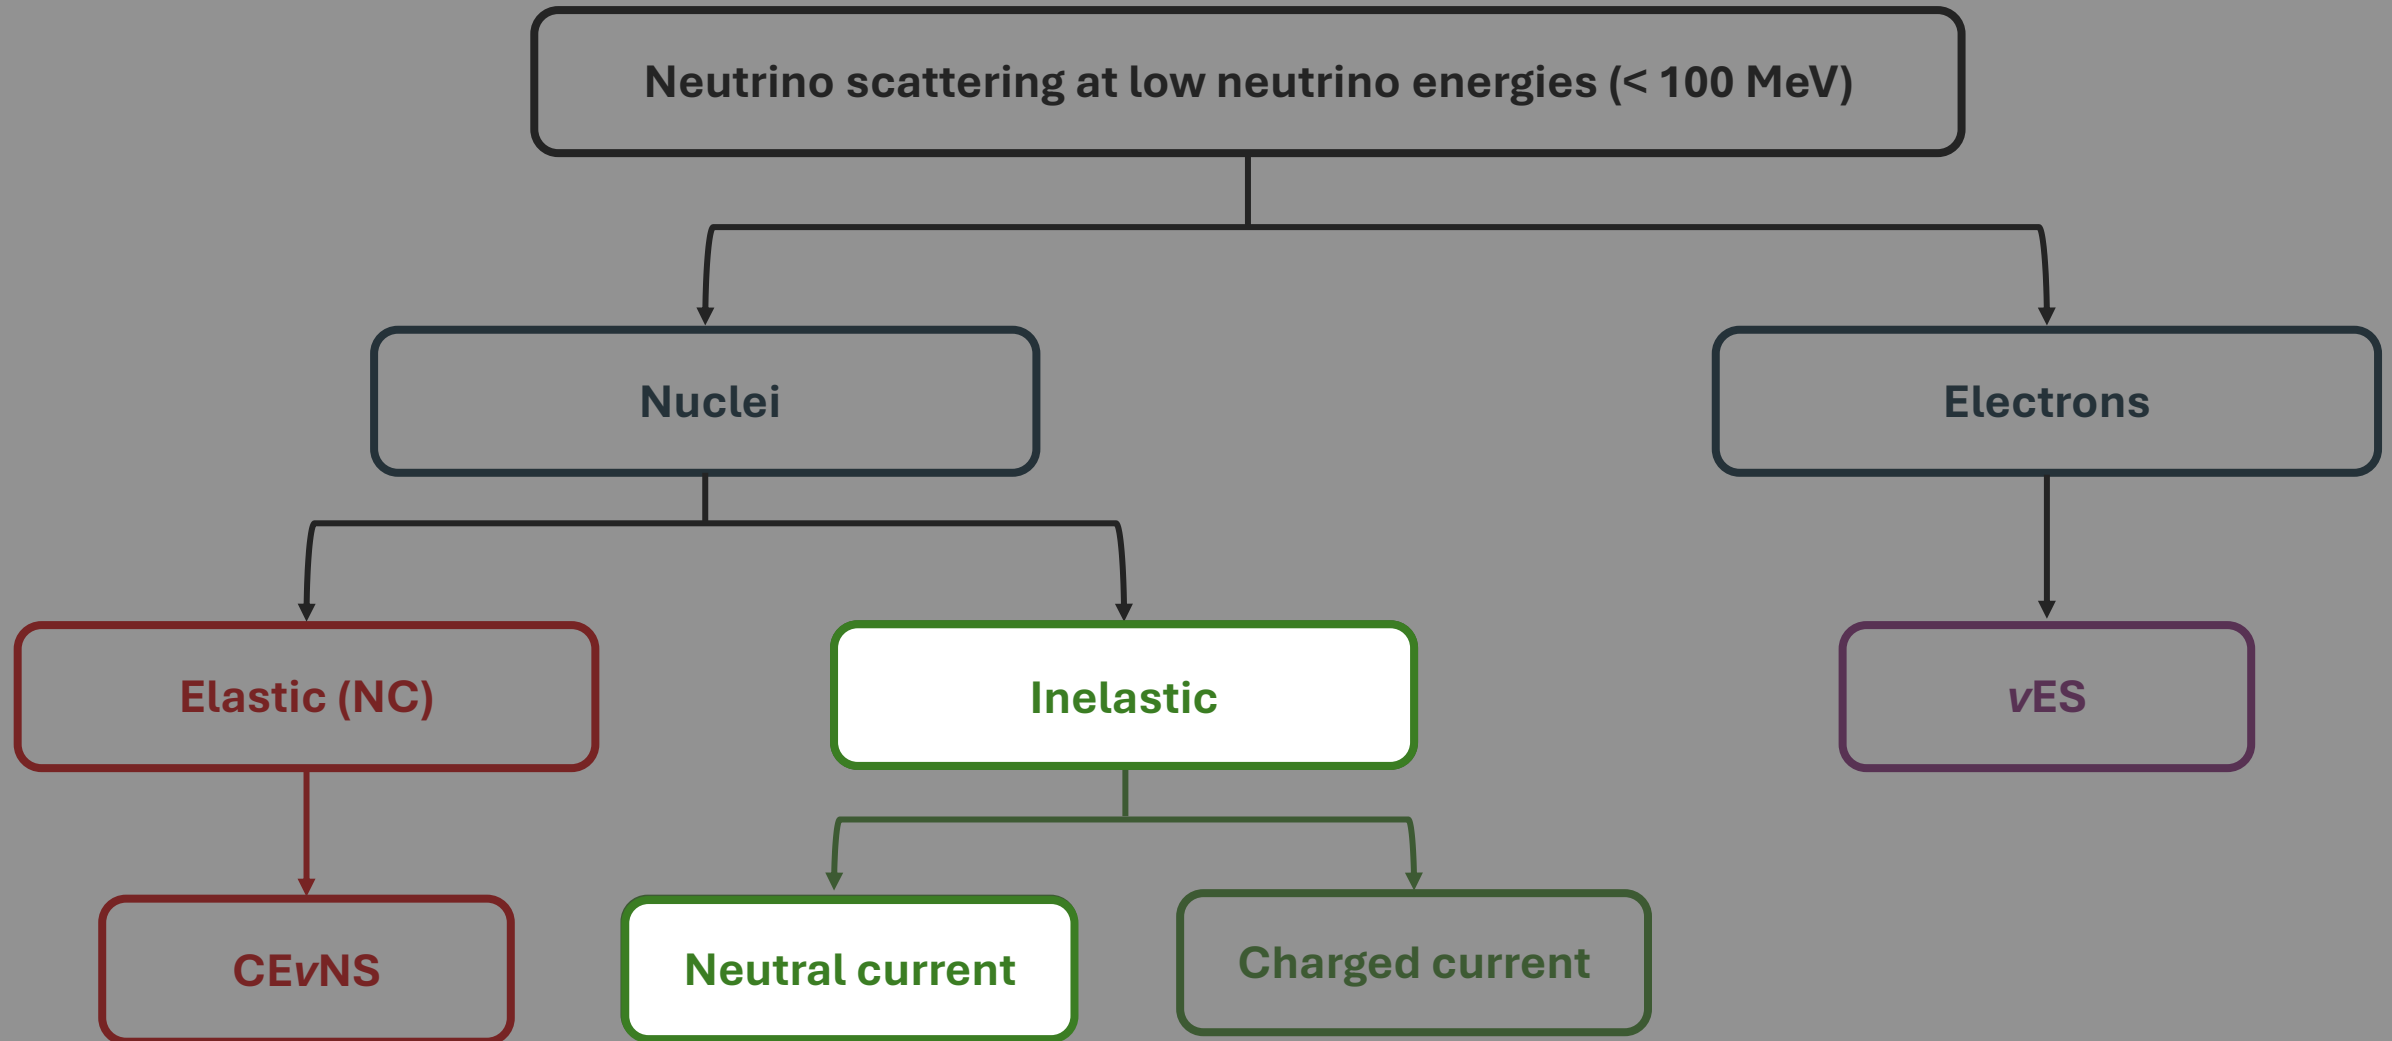 Neutrino scattering at low neutrino energies (< 100 MeV)
Nuclei
Electrons
Elastic (NC)
Inelastic
νES
CEνNS
Neutral current
Charged current